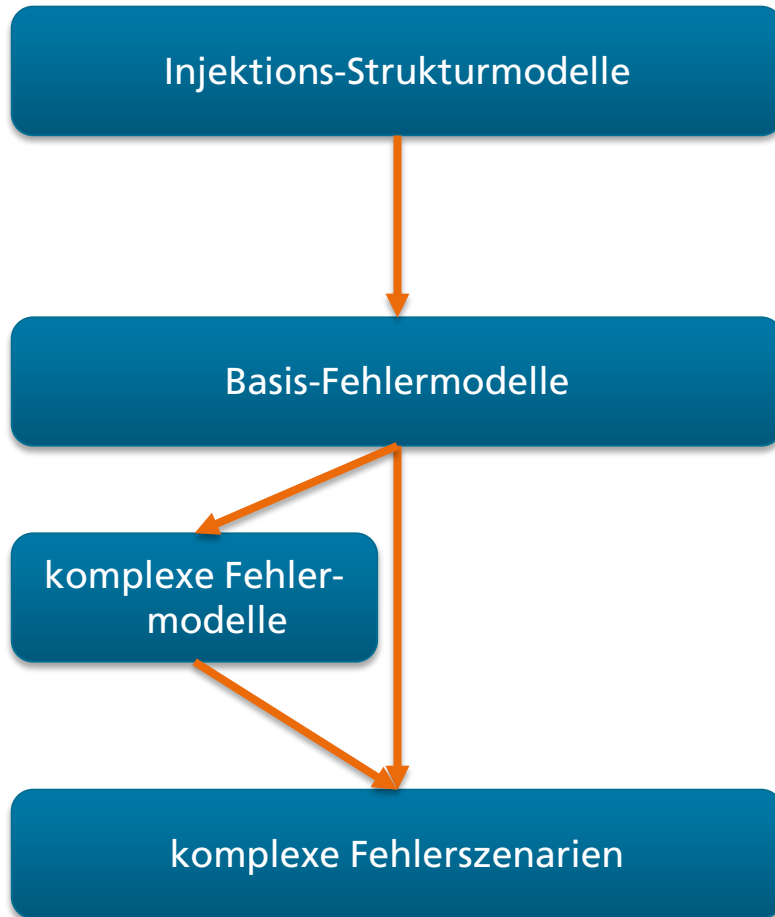 Injektions-Strukturmodelle
Basis-Fehlermodelle
komplexe Fehler-
modelle
komplexe Fehlerszenarien